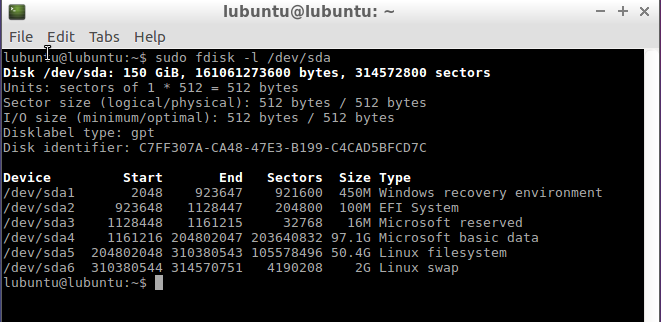 lubuntu@lubuntu: ~
File Edit Tabs Help
lubuntu@lubuntu:~$ sudo fdisk -l /dev/sda
Disk /dev/sda: 150 GiB, 161061273600 bytes, 314572800 sectors
Units: sectors of 1 * 512 = 512 bytes
Sector size (logical/physical): 512 bytes / 512 bytes
I/O size (minimum/optimal): 512 bytes / 512 bytes
Disklabel type: gpt
Disk identifier: C7FF307A-CA48-47E3-B199-C4CAD5BFCD7C
Device Start End Sectors Size Type
/dev/sda1 2048 923647 921600 450M Windows recovery environment
/dev/sda2 923648 1128447 204800 100M EFI System
/dev/sda3 1128448 1161215 32768 16M Microsoft reserved
/dev/sda4 1161216 204802047 203640832 97.1G Microsoft basic data
/dev/sda5 204802048 310380543 105578496 50.4G Linux filesystem
/dev/sda6 310380544 314570751 4190208 2G Linux swap
lubuntu@lubuntu:~$